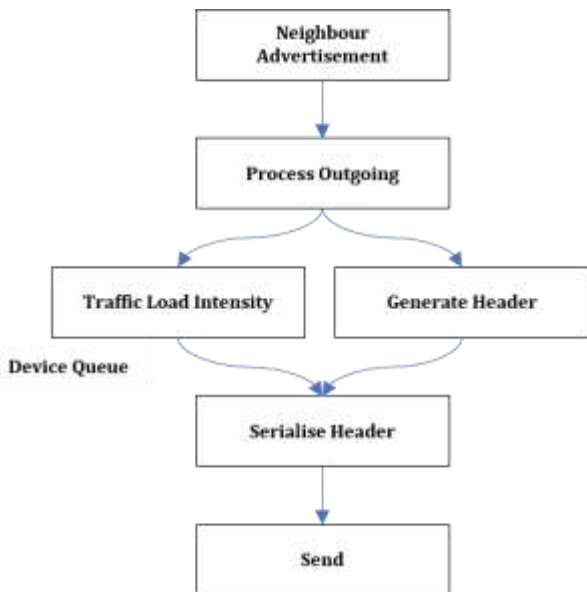 Neighbour
Advertisement
Process Outgoing
Traffic Load Intensity
Generate Header
Device Queue
Serialise Header
Send